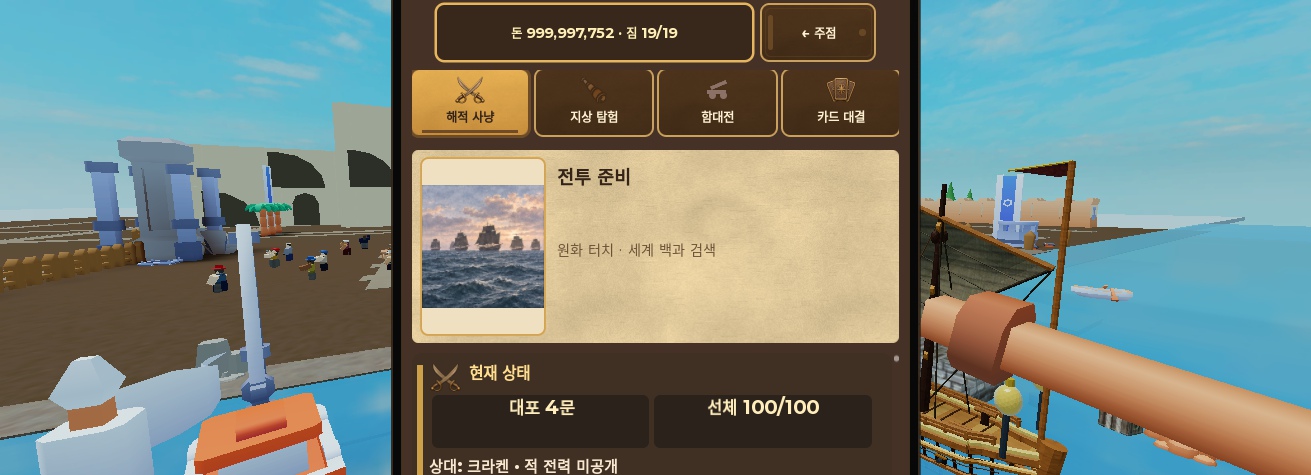 돈 999,997,752 · 짐 19/19
← 주점
해적 사냥
지상 탐험
함대전
카드 대결
전투 준비
원화 터치 · 세계 백과 검색
현재 상태
대포 4문
선체 100/100
상대: 크라켄 • 적 전력 미공개